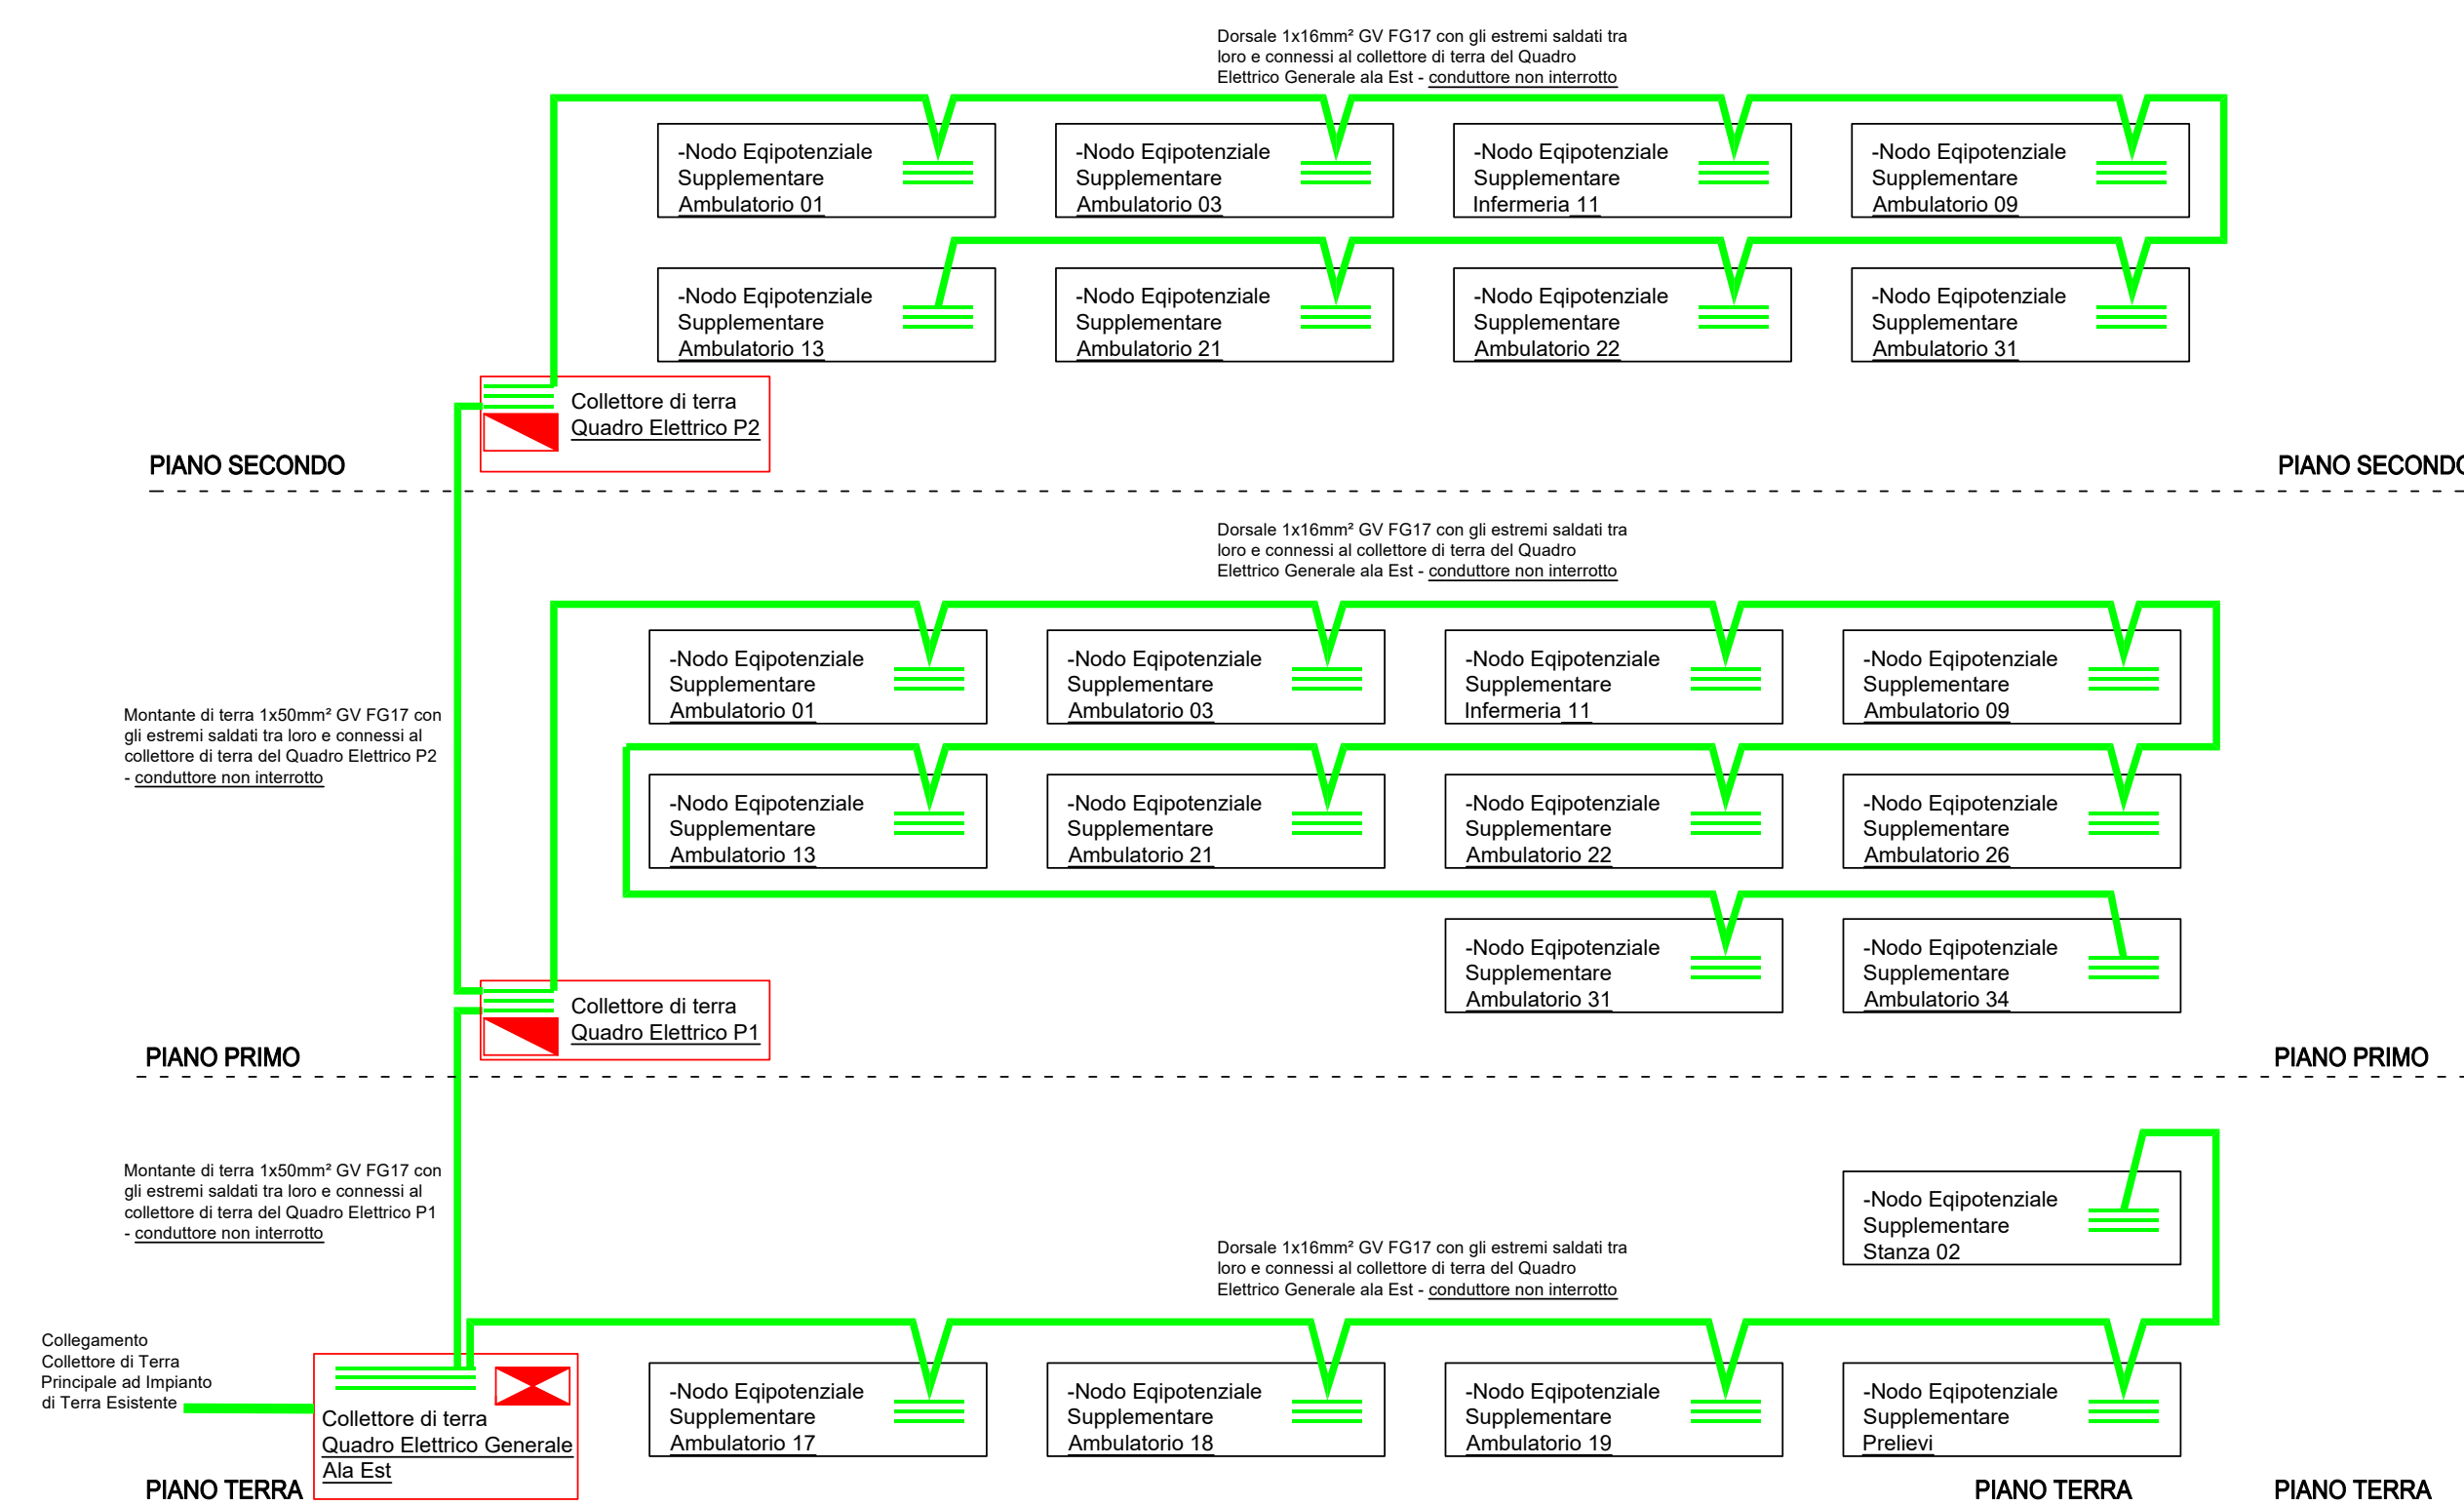 Dorsale 1x16mm² GV FG17 con gli estremi saldati tra
loro e connessi al collettore di terra del Quadro
Elettrico Generale ala Est - conduttore non interrotto
-Nodo Eqipotenziale
Supplementare
Ambulatorio 01
-Nodo Eqipotenziale
Supplementare
Ambulatorio 03
-Nodo Eqipotenziale
Supplementare
Infermeria 11
-Nodo Eqipotenziale
Supplementare
Ambulatorio 09
-Nodo Eqipotenziale
Supplementare
Ambulatorio 13
-Nodo Eqipotenziale
Supplementare
Ambulatorio 21
-Nodo Eqipotenziale
Supplementare
Ambulatorio 22
-Nodo Eqipotenziale
Supplementare
Ambulatorio 31
Collettore di terra
Quadro Elettrico P2
PIANO SECONDO
PIANO SECONDO
Dorsale 1x16mm² GV FG17 con gli estremi saldati tra
loro e connessi al collettore di terra del Quadro
Elettrico Generale ala Est - conduttore non interrotto
-Nodo Eqipotenziale
Supplementare
Ambulatorio 01
-Nodo Eqipotenziale
Supplementare
Ambulatorio 03
-Nodo Eqipotenziale
Supplementare
Infermeria 11
-Nodo Eqipotenziale
Supplementare
Ambulatorio 09
Montante di terra 1x50mm² GV FG17 con
gli estremi saldati tra loro e connessi al
collettore di terra del Quadro Elettrico P2
- conduttore non interrotto
-Nodo Eqipotenziale
Supplementare
Ambulatorio 13
-Nodo Eqipotenziale
Supplementare
Ambulatorio 21
-Nodo Eqipotenziale
Supplementare
Ambulatorio 22
-Nodo Eqipotenziale
Supplementare
Ambulatorio 26
-Nodo Eqipotenziale
Supplementare
Ambulatorio 31
-Nodo Eqipotenziale
Supplementare
Ambulatorio 34
Collettore di terra
Quadro Elettrico P1
PIANO PRIMO
PIANO PRIMO
Montante di terra 1x50mm² GV FG17 con
gli estremi saldati tra loro e connessi al
collettore di terra del Quadro Elettrico P1
- conduttore non interrotto
-Nodo Eqipotenziale
Supplementare
Stanza 02
Dorsale 1x16mm² GV FG17 con gli estremi saldati tra
loro e connessi al collettore di terra del Quadro
Elettrico Generale ala Est - conduttore non interrotto
Collegamento
Collettore di Terra
Principale ad Impianto
di Terra Esistente
Collettore di terra
Quadro Elettrico Generale
Ala Est
-Nodo Eqipotenziale
Supplementare
Ambulatorio 17
-Nodo Eqipotenziale
Supplementare
Ambulatorio 18
-Nodo Eqipotenziale
Supplementare
Ambulatorio 19
-Nodo Eqipotenziale
Supplementare
Prelievi
PIANO TERRA
PIANO TERRA
PIANO TERRA